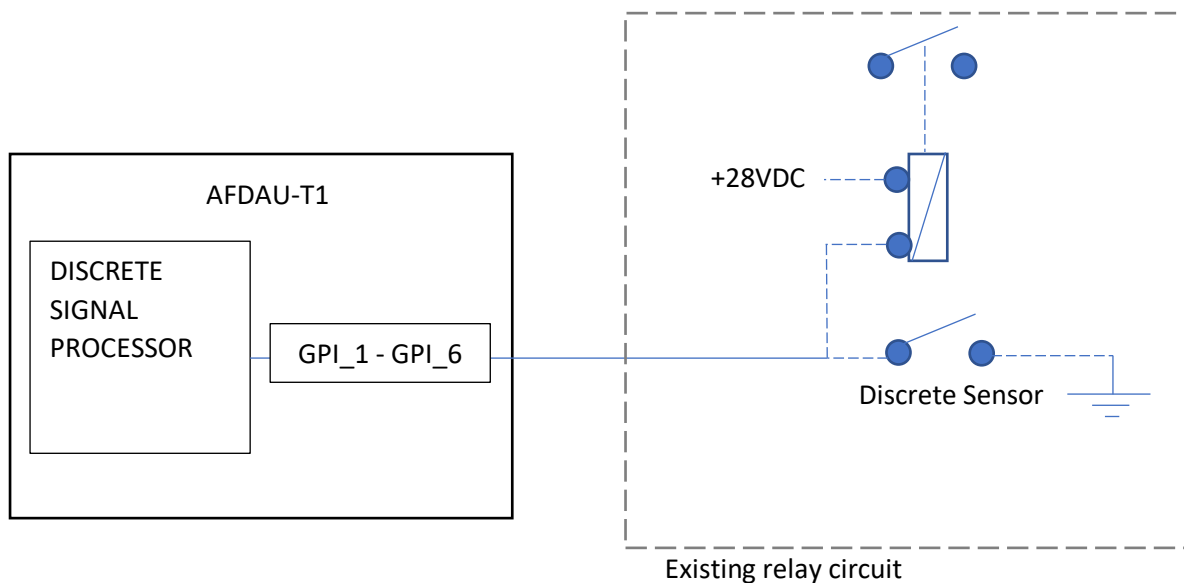 AFDAU-T1
DISCRETE
SIGNAL
PROCESSOR
GPI_1 - GPI_6
+28VDC
Discrete Sensor
Existing relay circuit